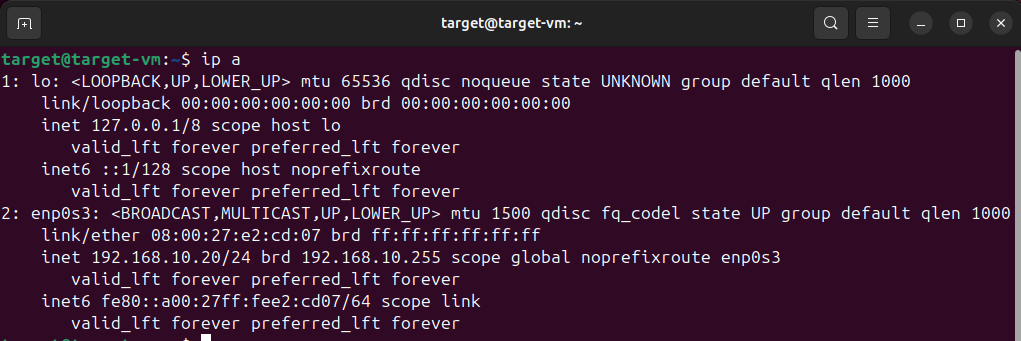 target@target-vm: ~
target@target-vm:~$ ip a
1: lo: <LOOPBACK,UP,LOWER_UP> mtu 65536 qdisc noqueue state UNKNOWN group default qlen 1000
    link/loopback 00:00:00:00:00:00 brd 00:00:00:00:00:00
    inet 127.0.0.1/8 scope host lo
       valid_lft forever preferred_lft forever
    inet6 ::1/128 scope host noprefixroute
       valid_lft forever preferred_lft forever
2: enp0s3: <BROADCAST,MULTICAST,UP,LOWER_UP> mtu 1500 qdisc fq_codel state UP group default qlen 1000
    link/ether 08:00:27:e2:cd:07 brd ff:ff:ff:ff:ff:ff
    inet 192.168.10.20/24 brd 192.168.10.255 scope global noprefixroute enp0s3
       valid_lft forever preferred_lft forever
    inet6 fe80::a00:27ff:fee2:cd07/64 scope link
       valid_lft forever preferred_lft forever